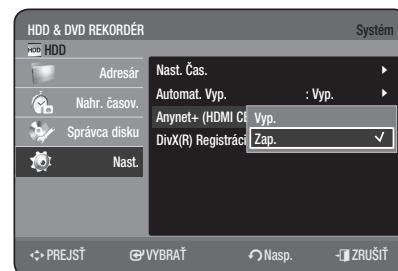 HDD & DVD REKORDÉR Systém
HDD HDD
Adresár
Nahr. časov.
Správca disku
Nast.
Nast. Čas.
Automat. Vyp. : Vyp.
Anynet+ (HDMI CE Vyp.
DivX(R) Registráci Zap.
PREJSŤ VYBRAŤ Nasp. ZRUŠIŤ